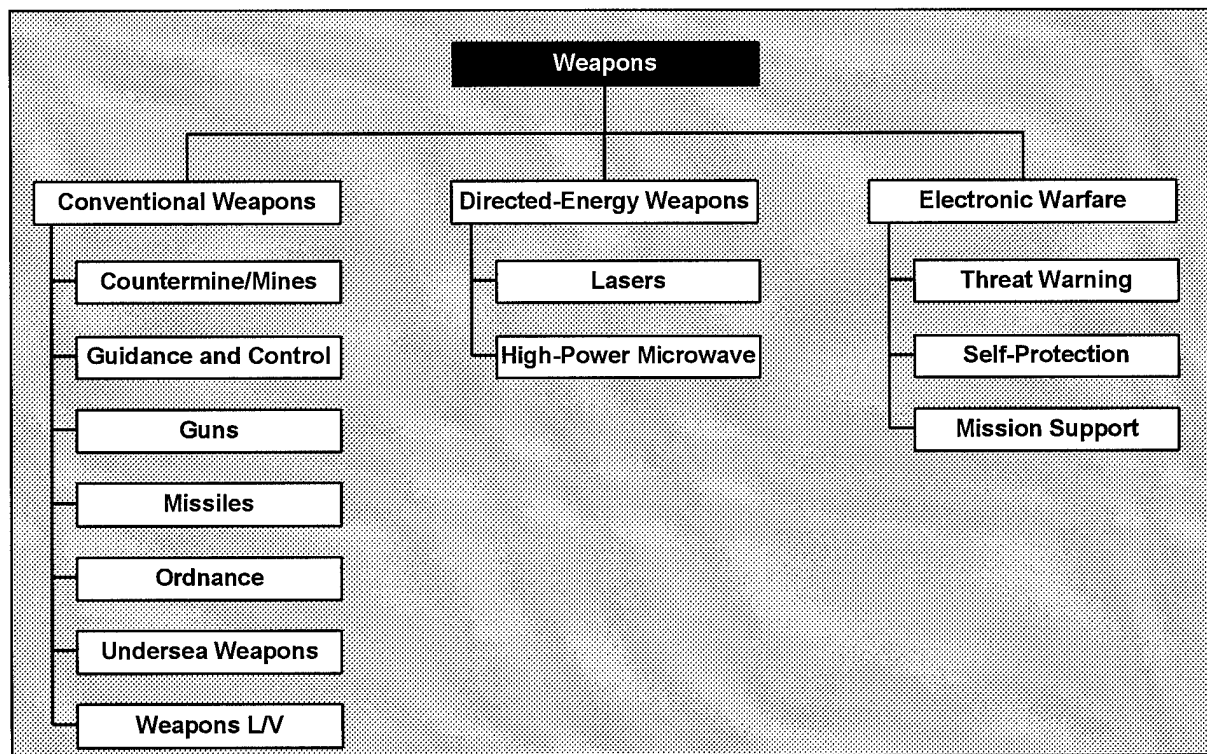 Weapons
Conventional Weapons
Countermine/Mines
Guidance and Control
Guns
Missiles
Ordnance
Undersea Weapons
Weapons L/V
Directed-Energy Weapons
Lasers
High-Power Microwave
Electronic Warfare
Threat Warning
Self-Protection
Mission Support